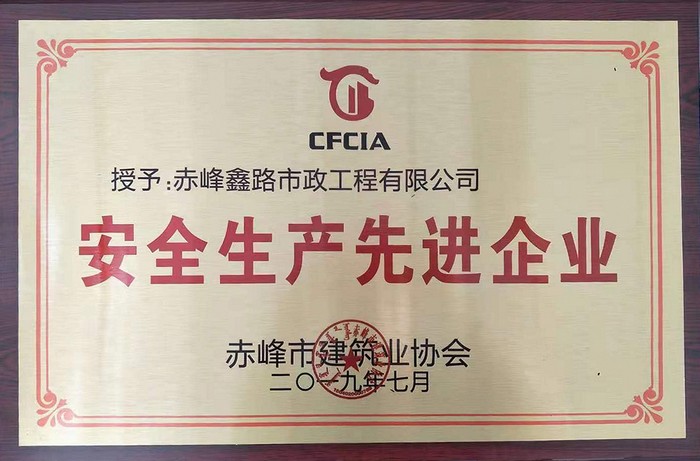 CFCIA
授予:赤峰鑫路市政工程有限公司
安全生产先进企业
赤峰市建筑业协会
二〇一九年七月